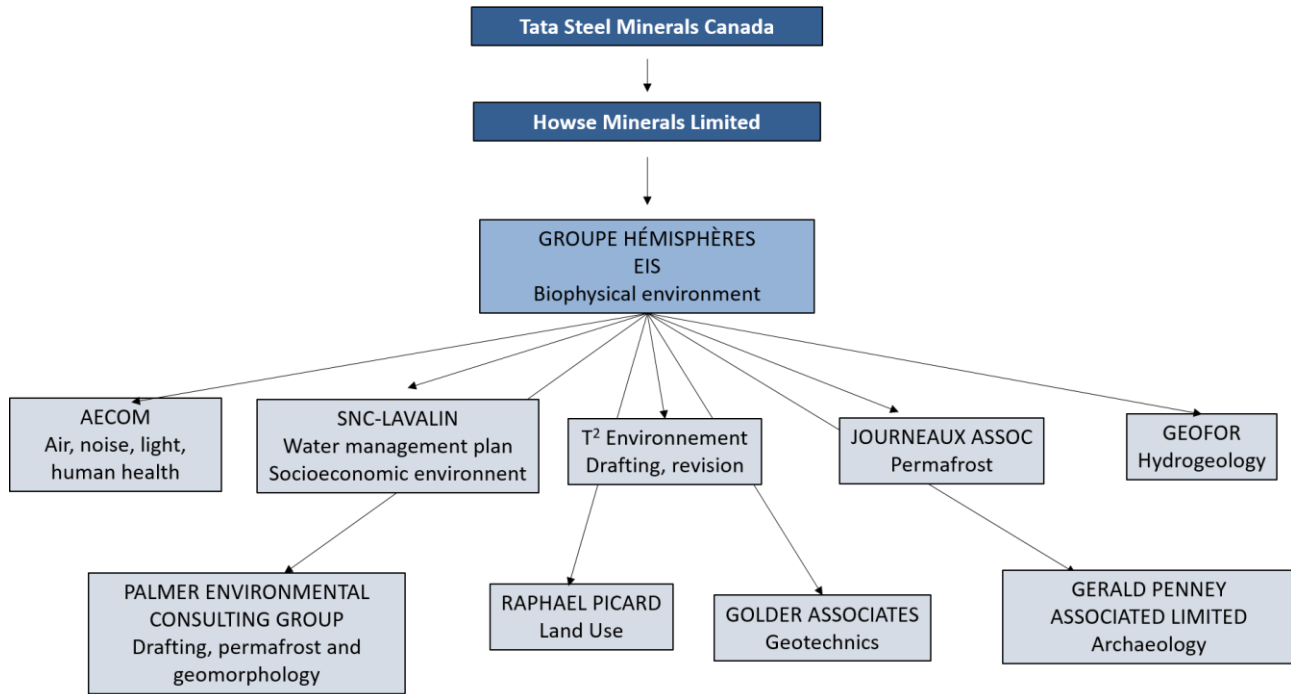 Tata Steel Minerals Canada
Howse Minerals Limited
GROUPE HÉMISPHÈRES
EIS
Biophysical environment
AECOM
Air, noise, light,
human health
SNC-LAVALIN
Water management plan
Socioeconomic environnent
T² Environnement
Drafting, revision
JOURNEAUX ASSOC
Permafrost
GEOFOR
Hydrogeology
PALMER ENVIRONMENTAL
CONSULTING GROUP
Drafting, permafrost and
geomorphology
RAPHAEL PICARD
Land Use
GOLDER ASSOCIATES
Geotechnics
GERALD PENNEY
ASSOCIATED LIMITED
Archaeology